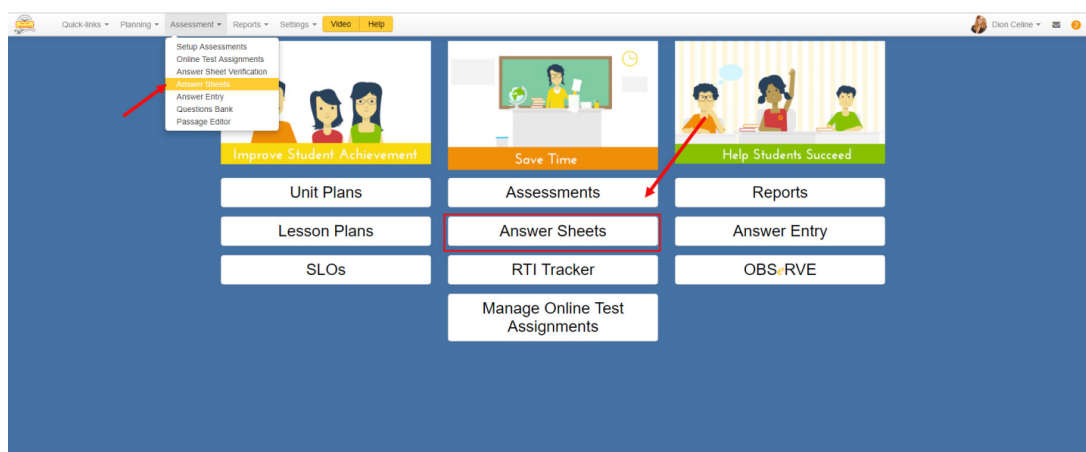 Quick-links Planning Assessment Reports Settings Video Help Dion Celine 2
Setup Assessments
Online Test Assignments
Answer Sheet Verification
Answer Sheets
Answer Entry
Questions Bank
Passage Editor
Improve Student Achievement
Save Time
Help Students Succeed
Unit Plans
Assessments
Reports
Lesson Plans
Answer Sheets
Answer Entry
SLOs
RTI Tracker
OBSeRVE
Manage Online Test
Assignments